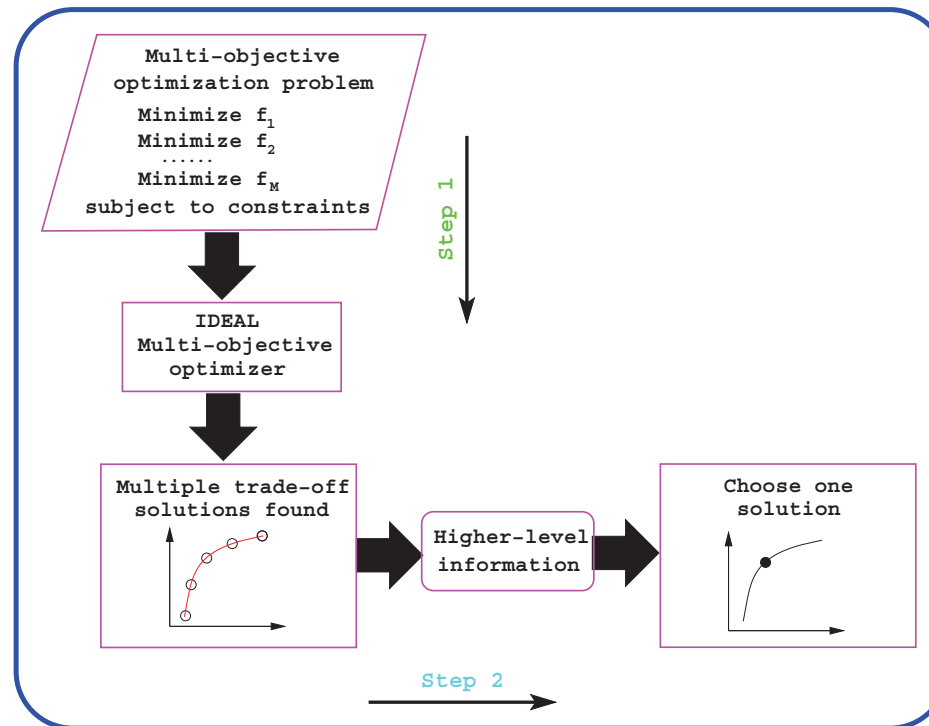 Multi-objective
optimization problem
Minimize f₁
Minimize f₂
......
Minimize f_M
subject to constraints
Step 1
IDEAL
Multi-objective
optimizer
Multiple trade-off
solutions found
Higher-level
information
Choose one
solution
Step 2